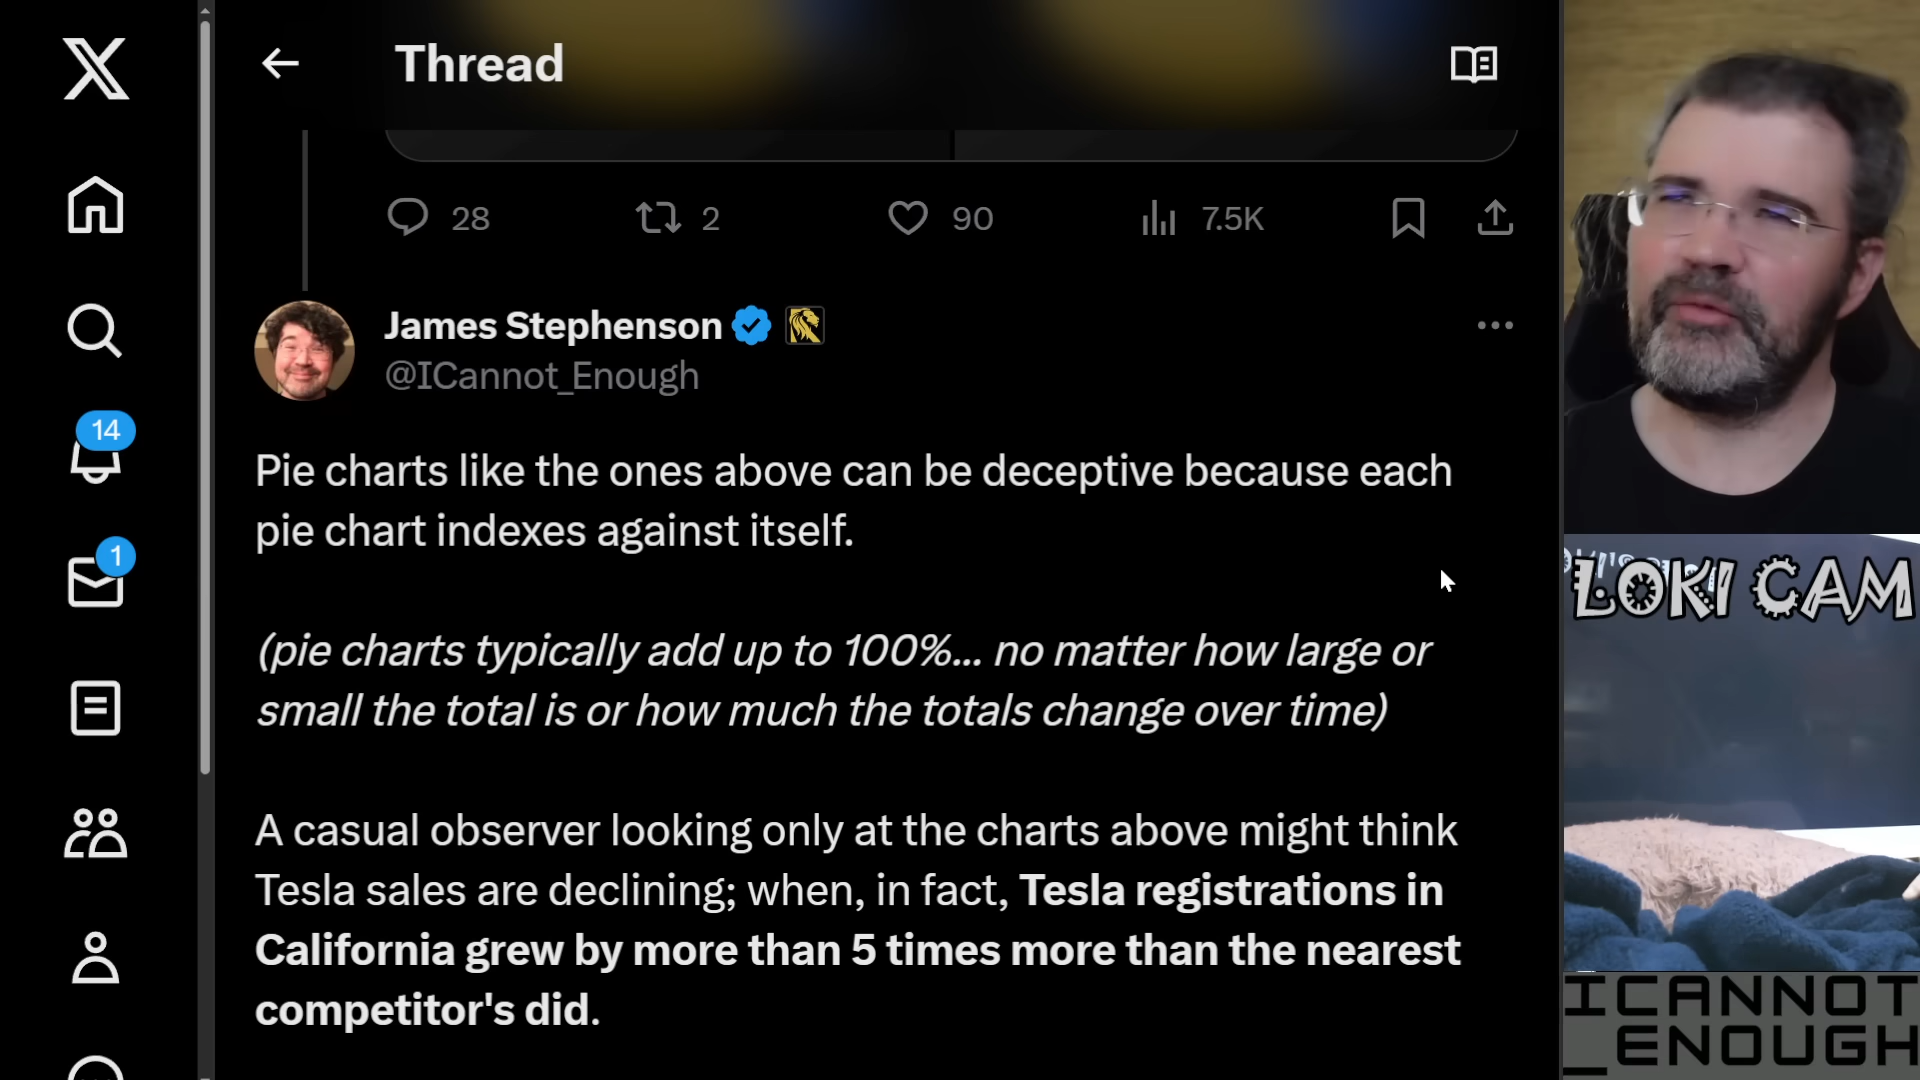 Thread
28
2
90
7.5K
14
1
James Stephenson
@ICannot_Enough
Pie charts like the ones above can be deceptive because each
pie chart indexes against itself.
(pie charts typically add up to 100%... no matter how large or
small the total is or how much the totals change over time)
A casual observer looking only at the charts above might think
Tesla sales are declining; when, in fact, Tesla registrations in
California grew by more than 5 times more than the nearest
competitor's did.
LOKI CAM
ICANNOT
_ENOUGH